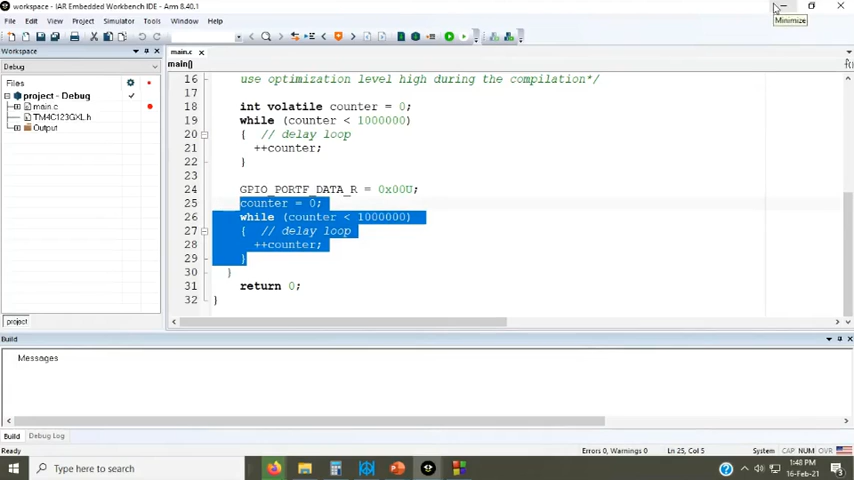 workspace - IAR Embedded Workbench IDE - Arm 8.40.1
Minimize
File Edit View Project Simulator Tools Window Help
Workspace
main.c
Debug
main()
f()
Files
project - Debug
main.c
TM4C123GXL.h
Output
16 use optimization level high during the compilation*/
17
18 int volatile counter = 0;
19 while (counter < 1000000)
20 { // delay loop
21 ++counter;
22 }
23
24 GPIO_PORTF_DATA_R = 0x00U;
25 counter = 0;
26 while (counter < 1000000)
27 { // delay loop
28 ++counter;
29 }
30 }
31 return 0;
32 }
project
Build
Messages
Build Debug Log
Ready Errors 0, Warnings 0 Ln 25, Col 5 System CAP NUM OVR
Type here to search
1:48 PM
16-Feb-21
3